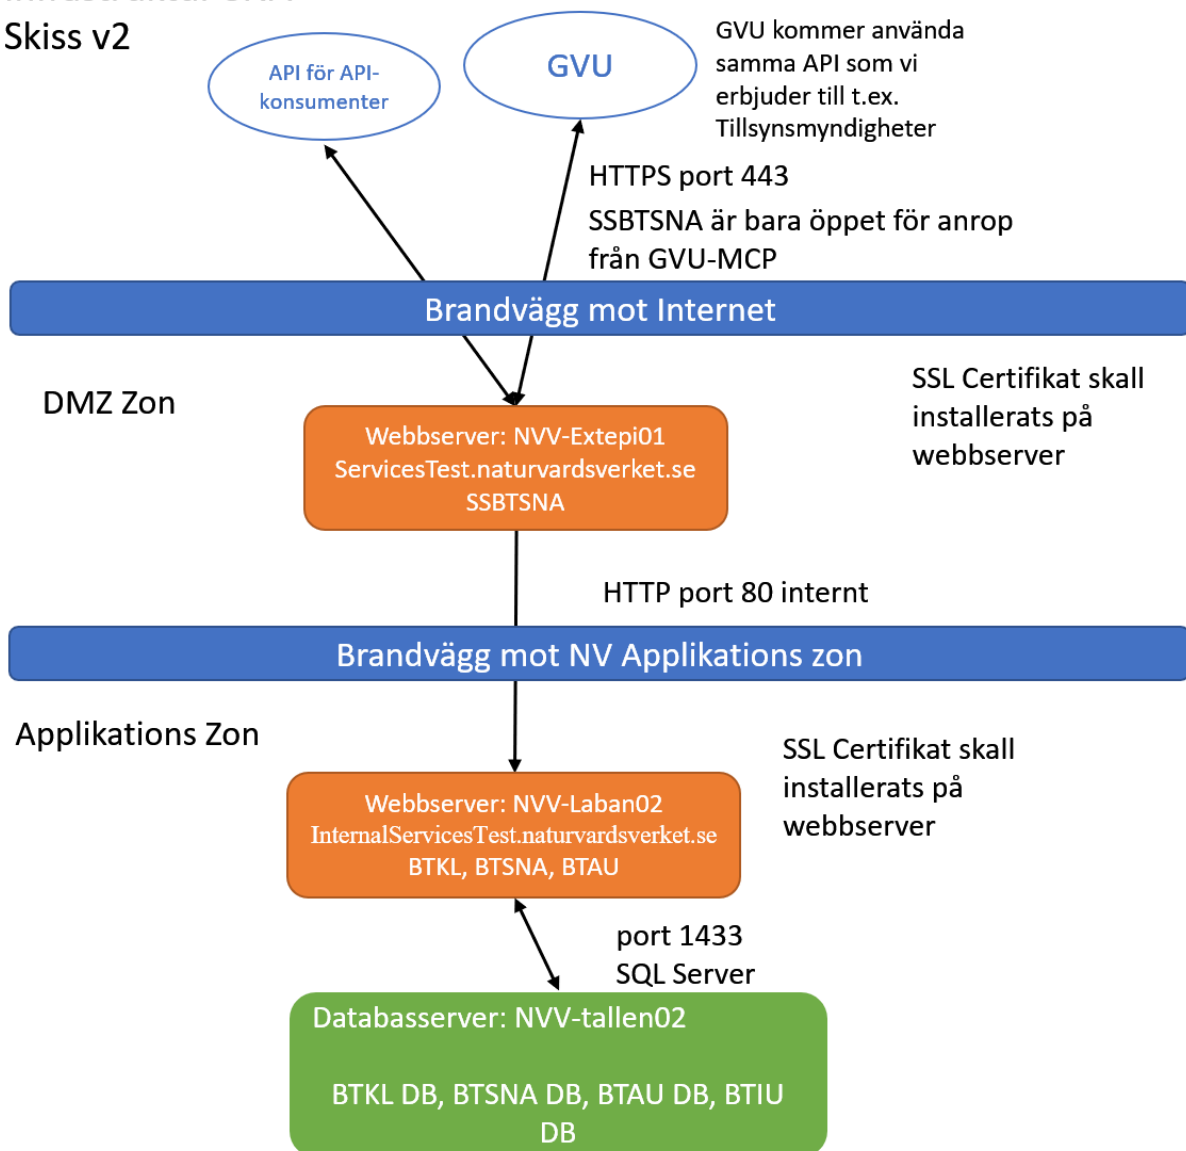 Skiss v2
API för API-
konsumenter
GVU
GVU kommer använda
samma API som vi
erbjuder till t.ex.
Tillsynsmyndigheter
HTTPS port 443
SSBTSNA är bara öppet för anrop
från GVU-MCP
Brandvägg mot Internet
DMZ Zon
SSL Certifikat skall
installerats på
webbserver
Webbserver: NVV-Extepi01
ServicesTest.naturvardsverket.se
SSBTSNA
HTTP port 80 internt
Brandvägg mot NV Applikations zon
Applikations Zon
SSL Certifikat skall
installerats på
webbserver
Webbserver: NVV-Laban02
InternalServicesTest.naturvardsverket.se
BTKL, BTSNA, BTAU
port 1433
SQL Server
Databasserver: NVV-tallen02
BTKL DB, BTSNA DB, BTAU DB, BTIU
DB